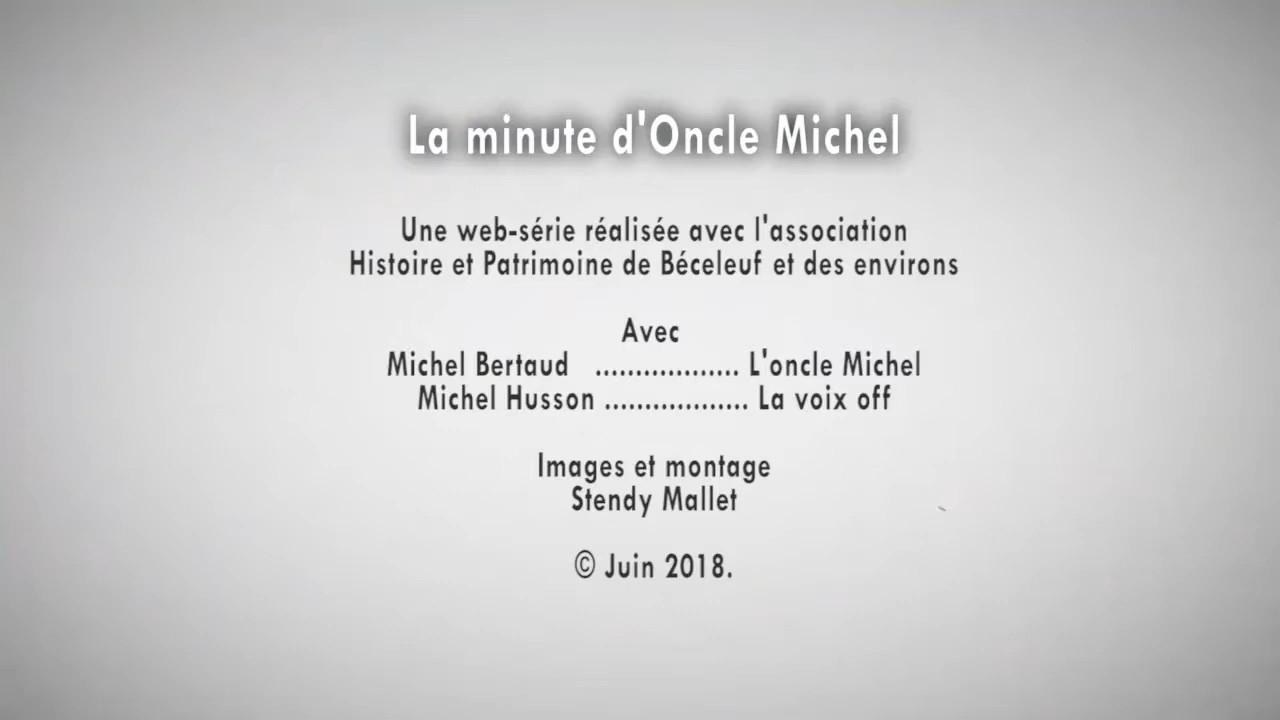 La minute d'Oncle Michel
Une web-série réalisée avec l'association
Histoire et Patrimoine de Béceleuf et des environs
Avec
Michel Bertaud .................. L'oncle Michel
Michel Husson .................. La voix off
Images et montage
Stendy Mallet
© Juin 2018.